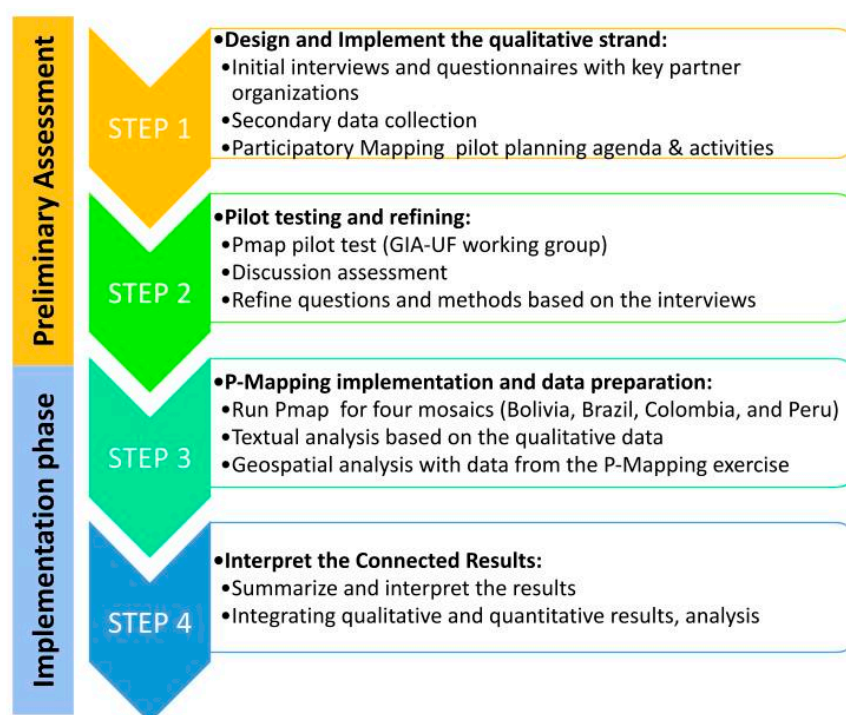 Preliminary Assessment
STEP 1
•Design and Implement the qualitative strand:
•Initial interviews and questionnaires with key partner
organizations
•Secondary data collection
•Participatory Mapping pilot planning agenda & activities
STEP 2
•Pilot testing and refining:
•Pmap pilot test (GIA-UF working group)
•Discussion assessment
•Refine questions and methods based on the interviews
Implementation phase
STEP 3
•P-Mapping implementation and data preparation:
•Run Pmap for four mosaics (Bolivia, Brazil, Colombia, and Peru)
•Textual analysis based on the qualitative data
•Geospatial analysis with data from the P-Mapping exercise
STEP 4
•Interpret the Connected Results:
•Summarize and interpret the results
•Integrating qualitative and quantitative results, analysis